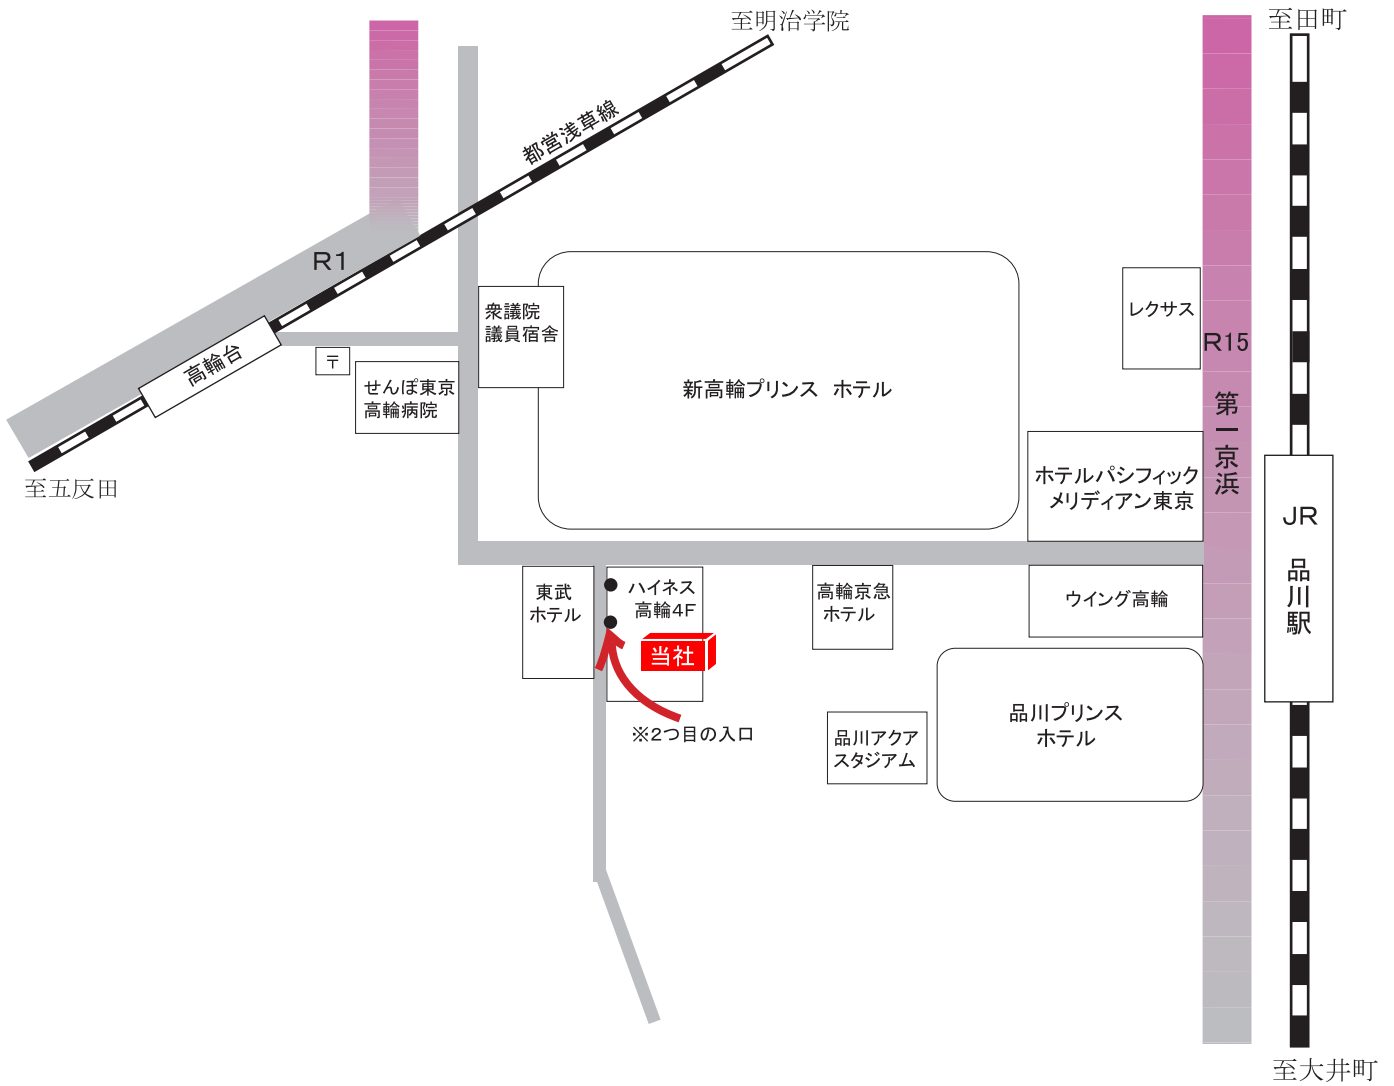 至明治学院
至田町
都営浅草線
R1
衆議院
議員宿舎
レクサス
R15
高輪台
〒
せんぽ東京
高輪病院
新高輪プリンス ホテル
第一京浜
ホテルパシフィック
メリディアン東京
至五反田
JR 品川駅
東武
ホテル
ハイネス
高輪4F
当社
※2つ目の入口
高輪京急
ホテル
ウイング高輪
品川プリンス
ホテル
品川アクア
スタジアム
至大井町